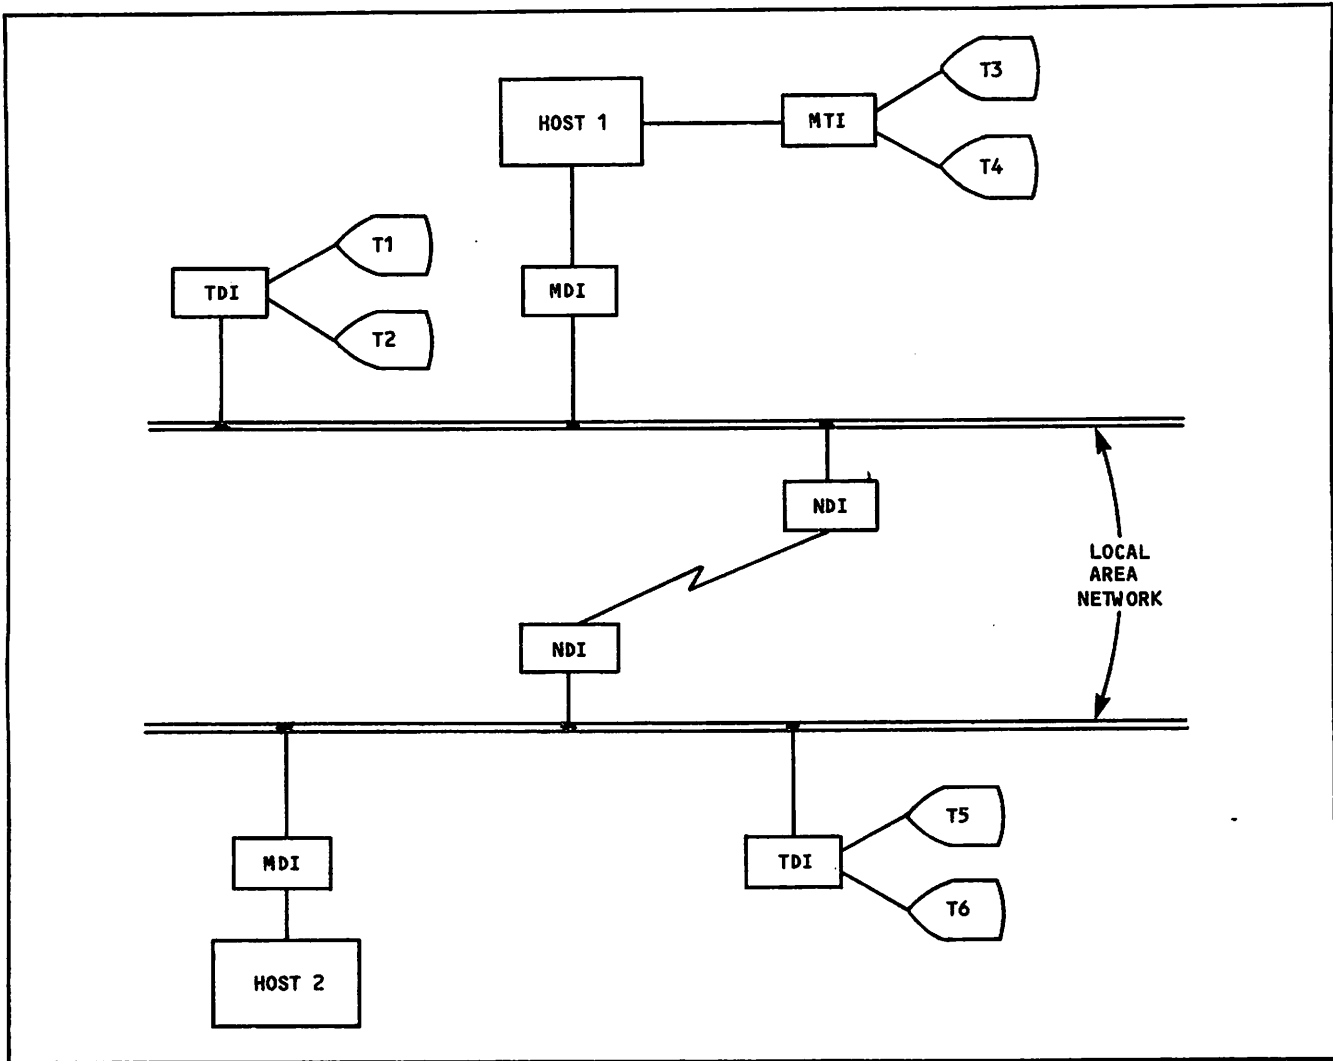 T3
HOST 1
MTI
T4
T1
TDI
MDI
T2
NDI
LOCAL
AREA
NETWORK
NDI
T5
MDI
TDI
T6
HOST 2